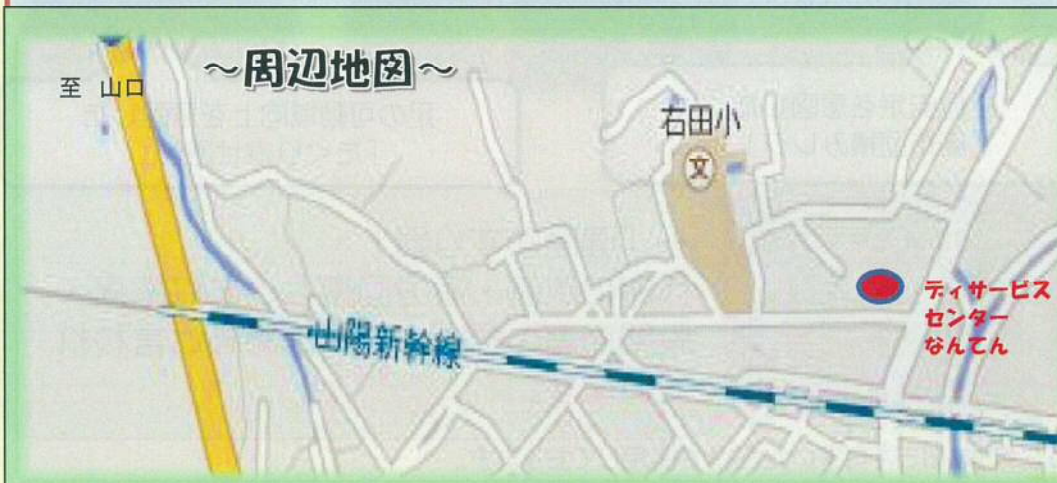 ～周辺地図～
至 山口
右田小
文
山陽新幹線
ディサービス
センター
なんてん